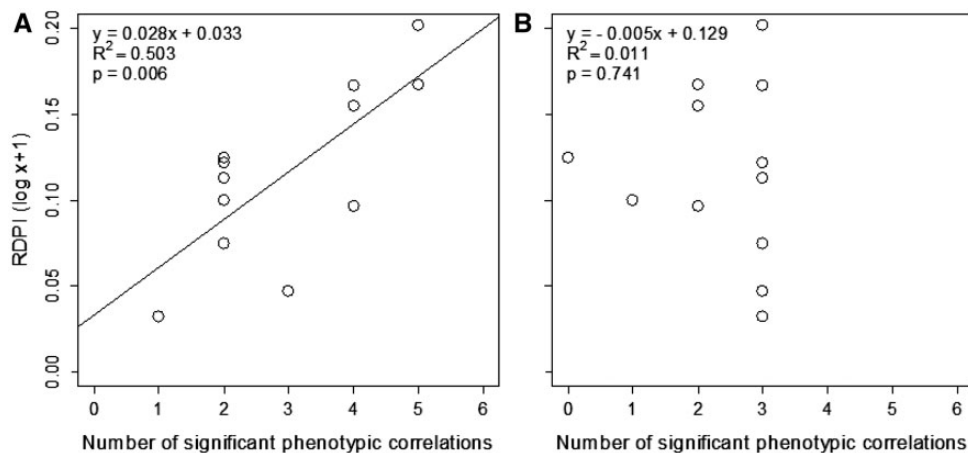 A
y = 0.028x + 0.033
R² = 0.503
p = 0.006
B
y = - 0.005x + 0.129
R² = 0.011
p = 0.741
RDPI (log x+1)
0.20
0.15
0.10
0.05
0.00
0 1 2 3 4 5 6
0 1 2 3 4 5 6
Number of significant phenotypic correlations
Number of significant phenotypic correlations